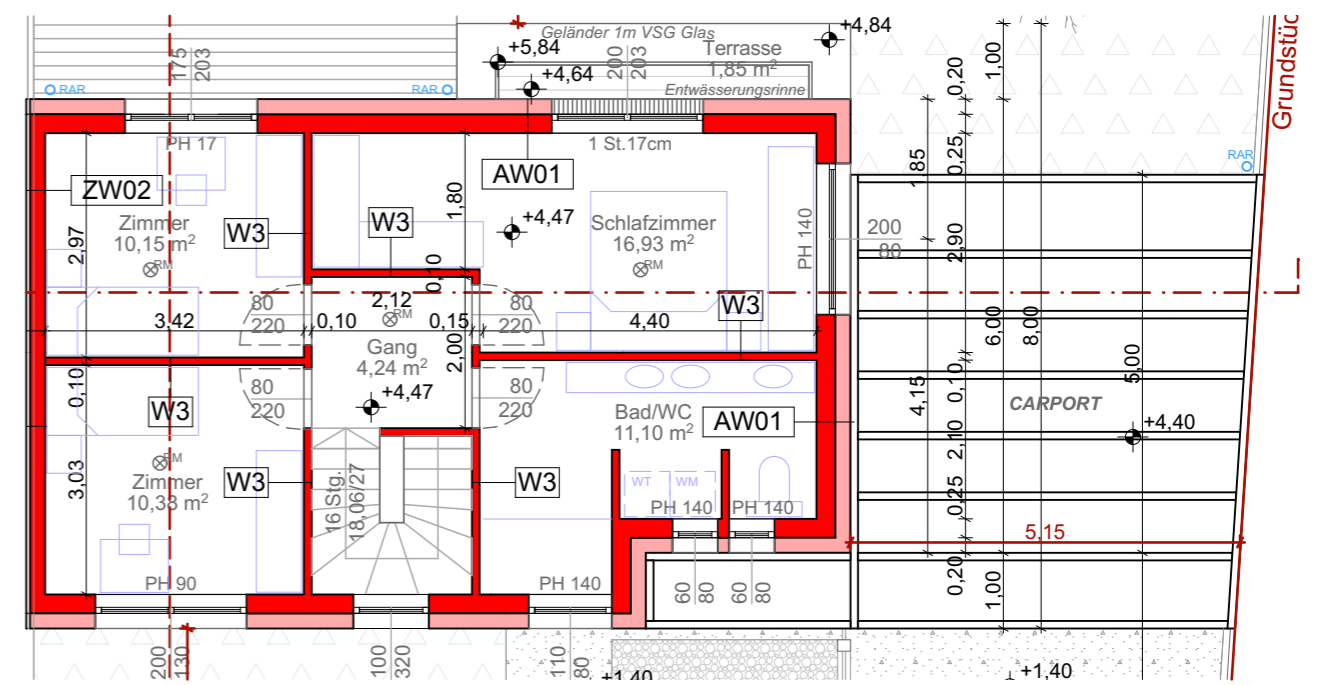 Geländer 1m VSG Glas
+4,84
+5,84
Terrasse
1,85 m²
+4,64
200
203
175
203
Entwässerungsrinne
RAR
RAR
RAR
Grundstüc
PH 17
1 St.17cm
ZW02
AW01
W3
W3
Zimmer
10,15 m²
RM
2,97
1,80
+4,47
Schlafzimmer
16,93 m²
RM
PH 140
200
80
0,20
1,00
0,25
1,85
2,90
6,00
8,00
5,00
0,10
2,12
RM
W3
80
220
80
220
3,42
0,10
0,15
4,40
Gang
4,24 m²
2,00
+4,47
0,10
80
220
80
220
W3
Bad/WC
11,10 m²
AW01
4,15
0,10
CARPORT
+4,40
2,10
3,03
RM
Zimmer
10,33 m²
W3
16 Stg.
18,06/27
W3
WT
WM
PH 140
PH 140
0,25
5,15
PH 90
PH 140
60
80
60
80
0,20
1,00
200
130
100
320
110
80
+1,40
+1,40